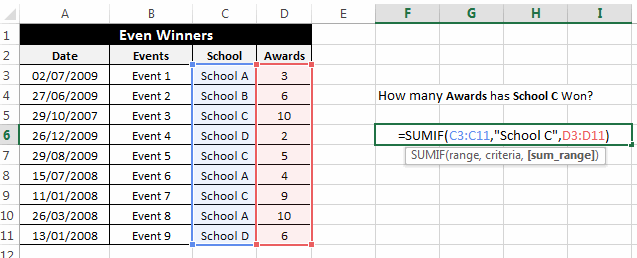 A B C D E F G H I
1 Even Winners
2 Date Events School Awards
3 02/07/2009 Event 1 School A 3
4 27/06/2009 Event 2 School B 6 How many Awards has School C Won?
5 29/10/2007 Event 3 School C 10
6 26/12/2009 Event 4 School D 2 =SUMIF(C3:C11,"School C",D3:D11)
7 29/08/2009 Event 5 School C 5 SUMIF(range, criteria, [sum_range])
8 15/07/2008 Event 6 School A 4
9 11/01/2008 Event 7 School C 9
10 26/03/2008 Event 8 School A 10
11 13/01/2008 Event 9 School D 6
12